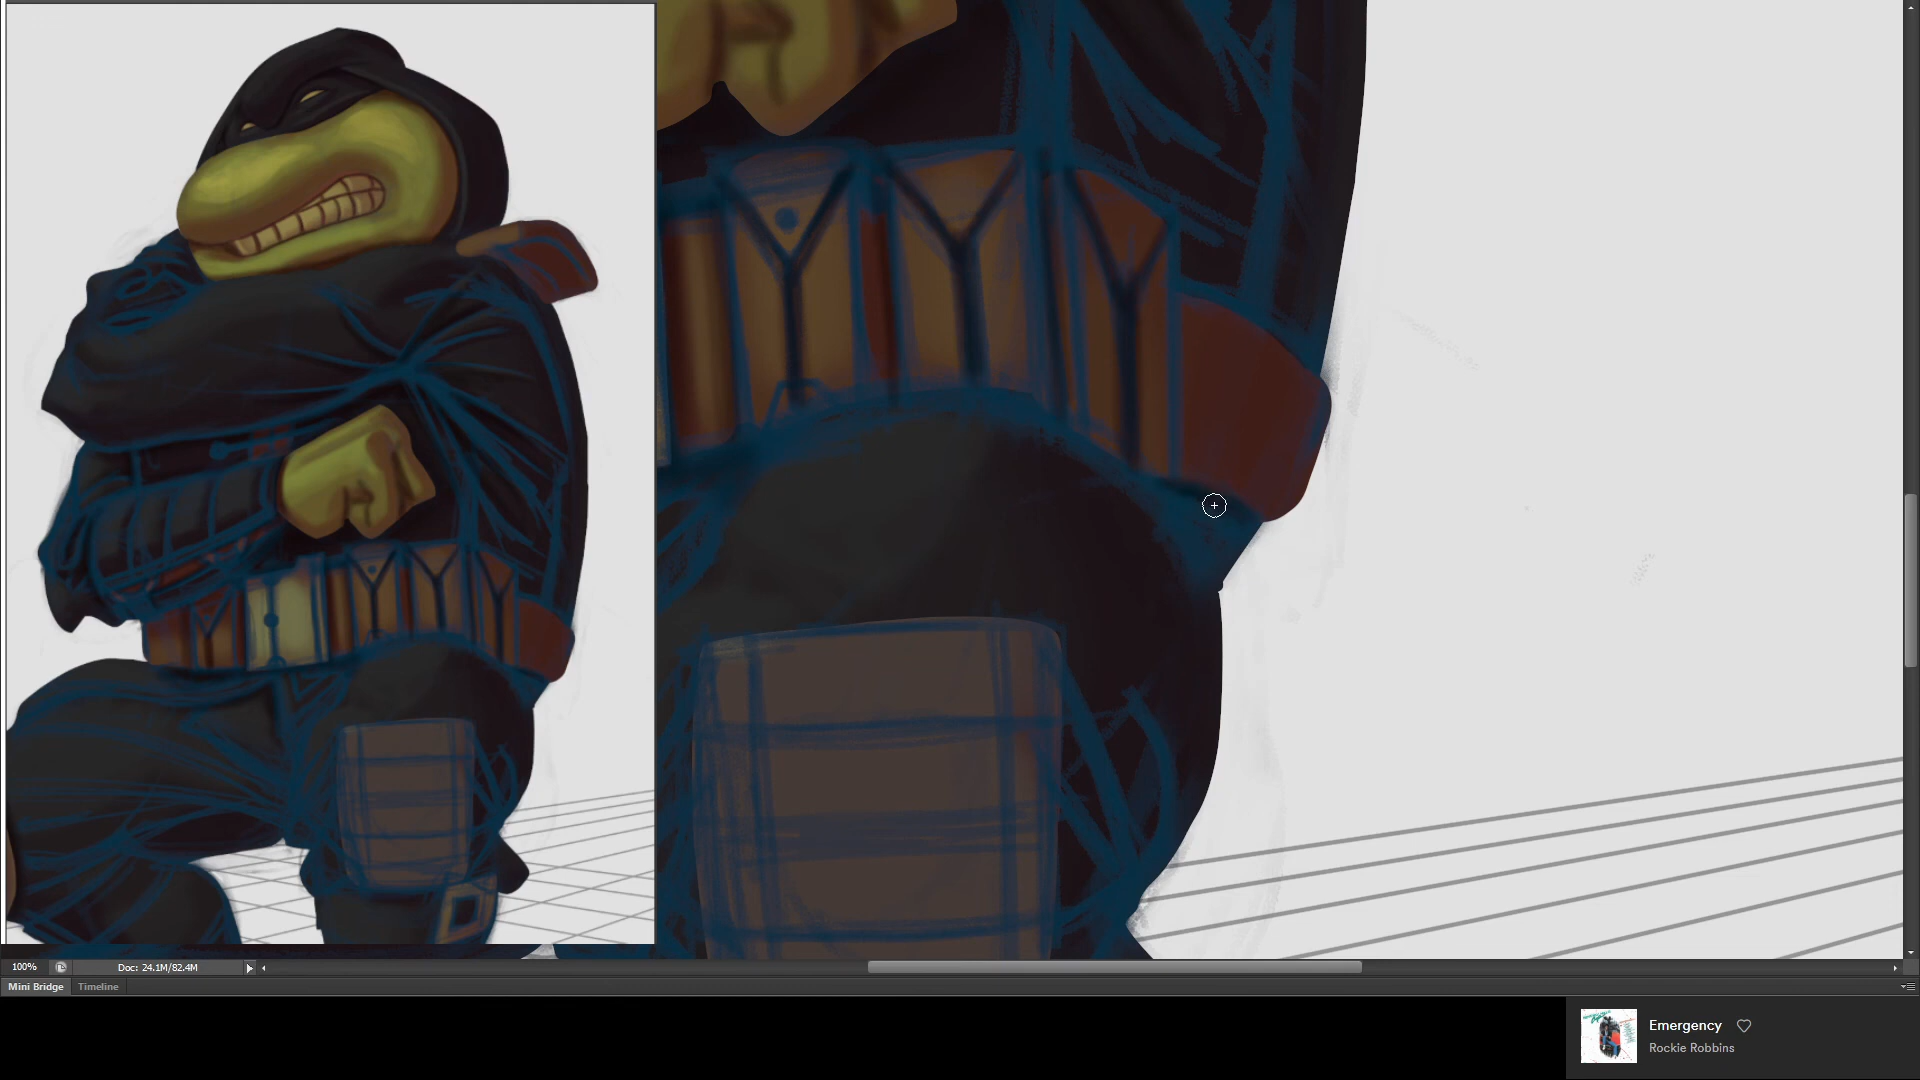 100%
Doc: 24.1M/82.4M
Mini Bridge
Timeline
Emergency
Rockie Robbins